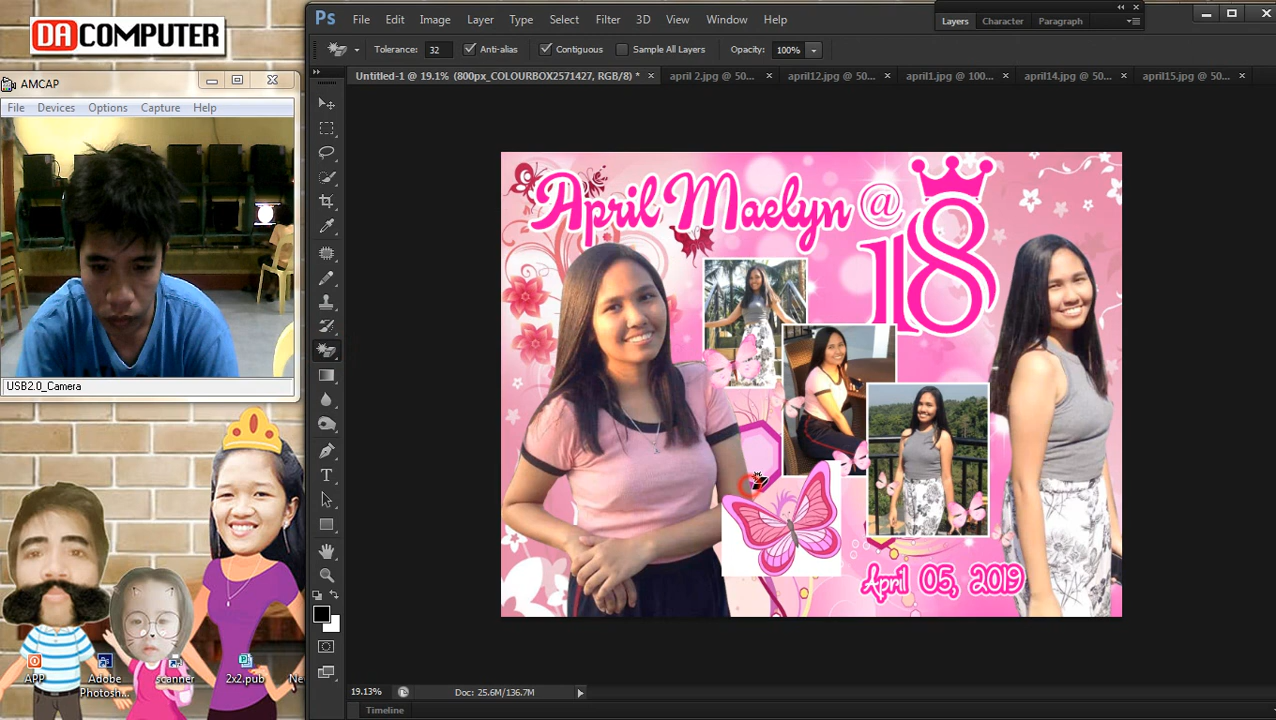 DA COMPUTER
AMCAP
File Devices Options Capture Help
USB2.0_Camera
APP
Adobe Photosh...
scanner
2x2.pub
Ne
Ps File Edit Image Layer Type Select Filter 3D View Window Help
Layers Character Paragraph
Tolerance: 32 Anti-alias Contiguous Sample All Layers Opacity: 100%
Untitled-1 @ 19.1% (800px_COLOURBOX2571427, RGB/8) * × april 2.jpg @ 50... × april12.jpg @ 50... × april1.jpg @ 100... × april14.jpg @ 50... × april15.jpg @ 50... ×
April Maelyn @ 18
April 05, 2019
19.13% Doc: 25.6M/136.7M
Timeline